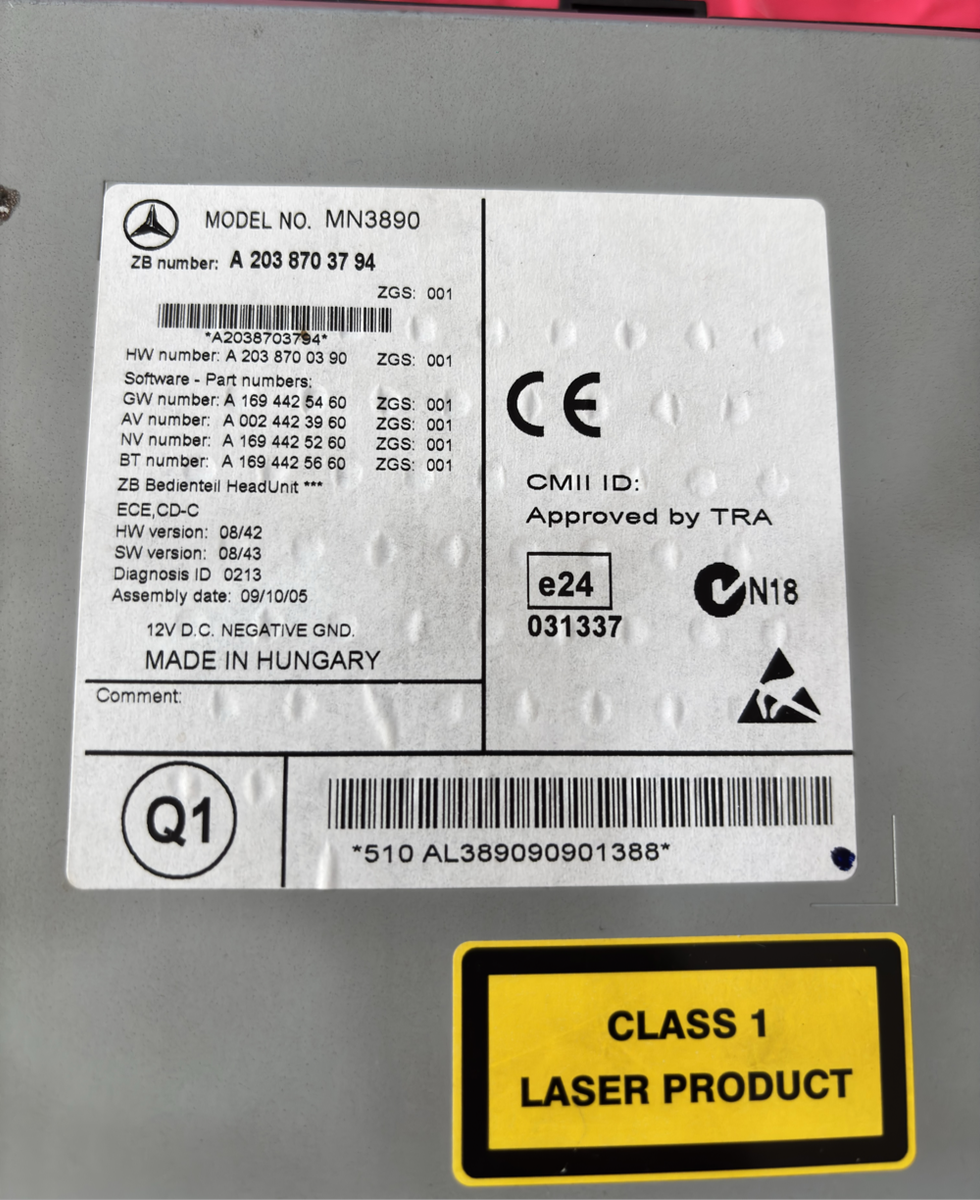 MODEL NO. MN3890
ZB number: A 203 870 37 94
ZGS: 001
*A2038703794*
HW number: A 203 870 03 90 ZGS: 001
Software - Part numbers:
GW number: A 169 442 54 60 ZGS: 001
AV number: A 002 442 39 60 ZGS: 001
NV number: A 169 442 52 60 ZGS: 001
BT number: A 169 442 56 60 ZGS: 001
ZB Bedienteil HeadUnit ***
ECE,CD-C
HW version: 08/42
SW version: 08/43
Diagnosis ID 0213
Assembly date: 09/10/05
12V D.C. NEGATIVE GND.
MADE IN HUNGARY
Comment:
CE
CMII ID:
Approved by TRA
e24
031337
N18
Q1
*510 AL389090901388*
CLASS 1
LASER PRODUCT